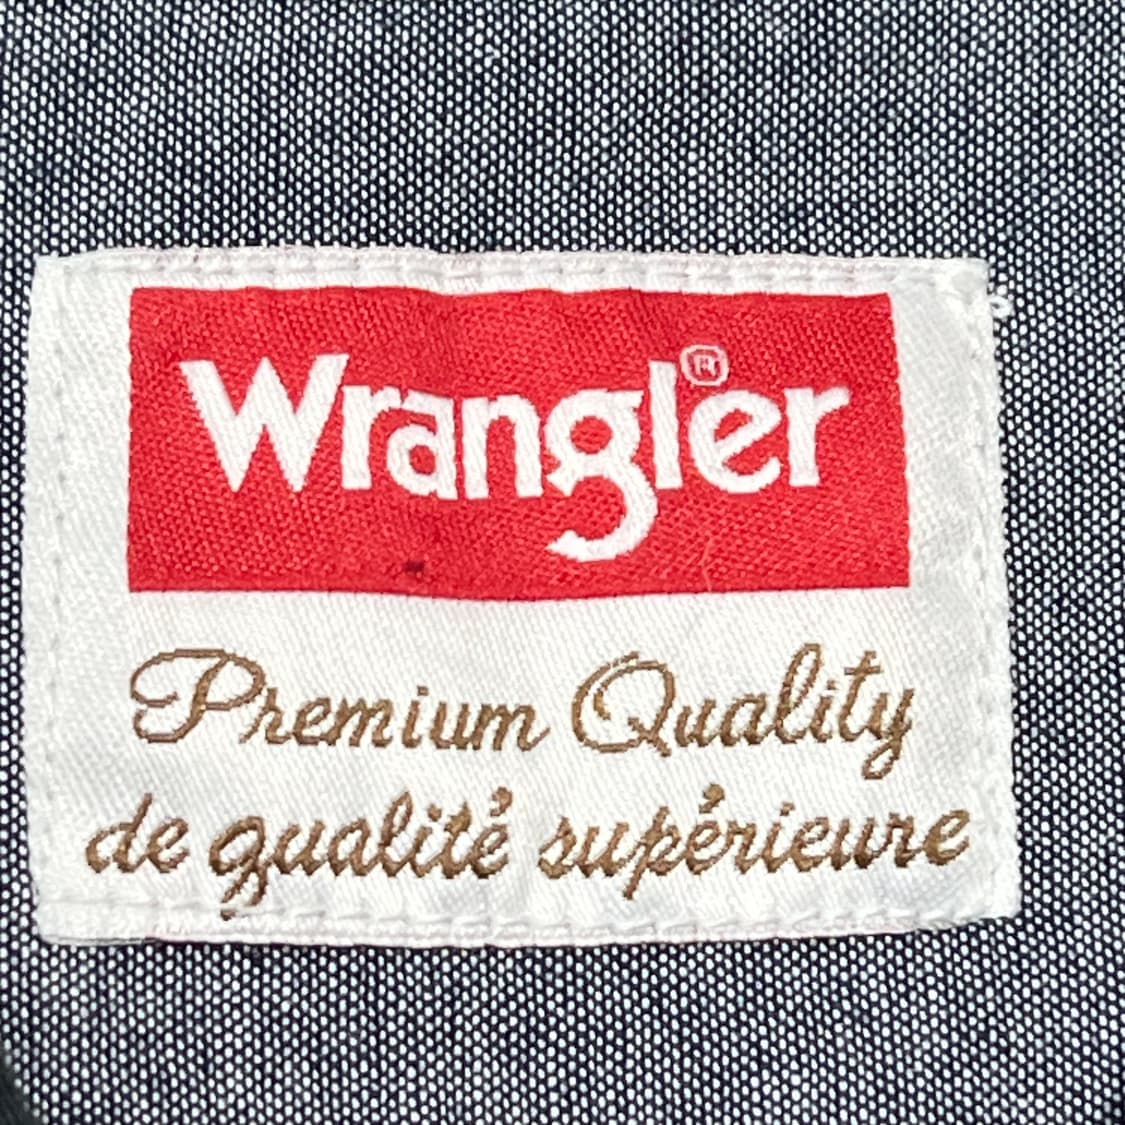 Wrangler®
Premium Quality
de qualité supérieure